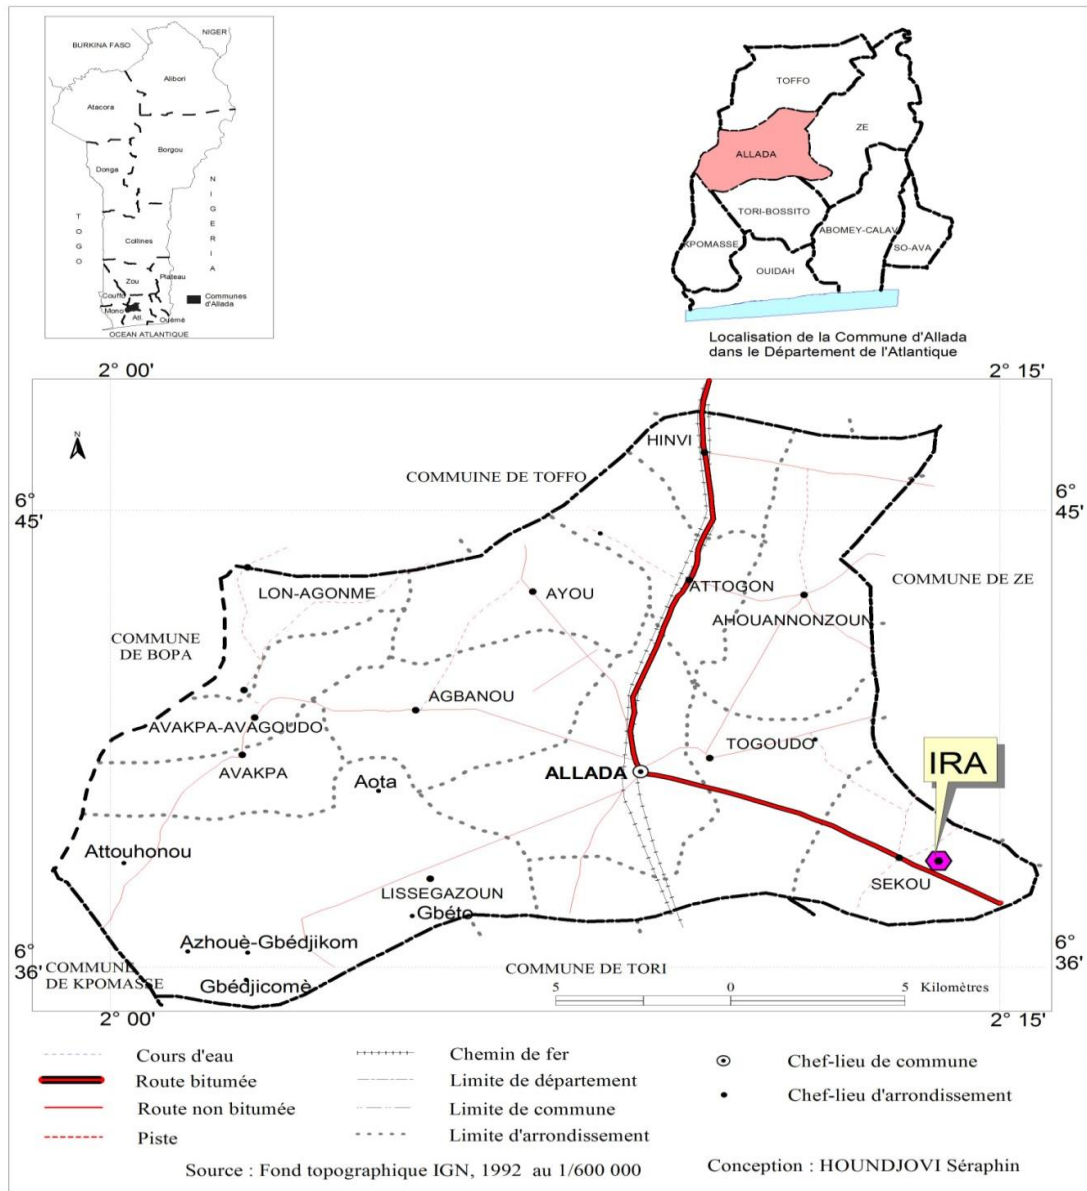 NIGER
BURKINA FASO
Alibori
Atacora
Borgou
Donga
NIGERIA
TOGO
Collines
Zou
Plateau
Couffo
Mono
Atl
Ouémé
Communes
d'Allada
OCEAN ATLANTIQUE
TOFFO
ZE
ALLADA
TORI-BOSSITO
KPOMASSE
ABOMEY-CALAV
SO-AVA
OUIDAH
Localisation de la Commune d'Allada
dans le Département de l'Atlantique
2° 00'
2° 15'
N
HINVI
COMMUINE DE TOFFO
6°
45'
6°
45'
LON-AGONME
AYOU
ATTOGON
COMMUNE DE ZE
AHOUANNONZOUN
COMMUNE
DE BOPA
AGBANOU
AVAKPA-AVAGOUDO
TOGOUDO
AVAKPA
ALLADA
IRA
Aota
Attouhonou
SEKOU
LISSEGAZOUN
Gbéto
Azhouè-Gbédjikom
6°
36'
6°
36'
COMMUNE
DE KPOMASSE
COMMUNE DE TORI
Gbédjicomè
5 0 5 Kilomètres
2° 00'
2° 15'
Cours d'eau
Route bitumée
Route non bitumée
Piste
Chemin de fer
Limite de département
Limite de commune
Limite d'arrondissement
Chef-lieu de commune
Chef-lieu d'arrondissement
Source : Fond topographique IGN, 1992 au 1/600 000
Conception : HOUNDJOVI Séraphin